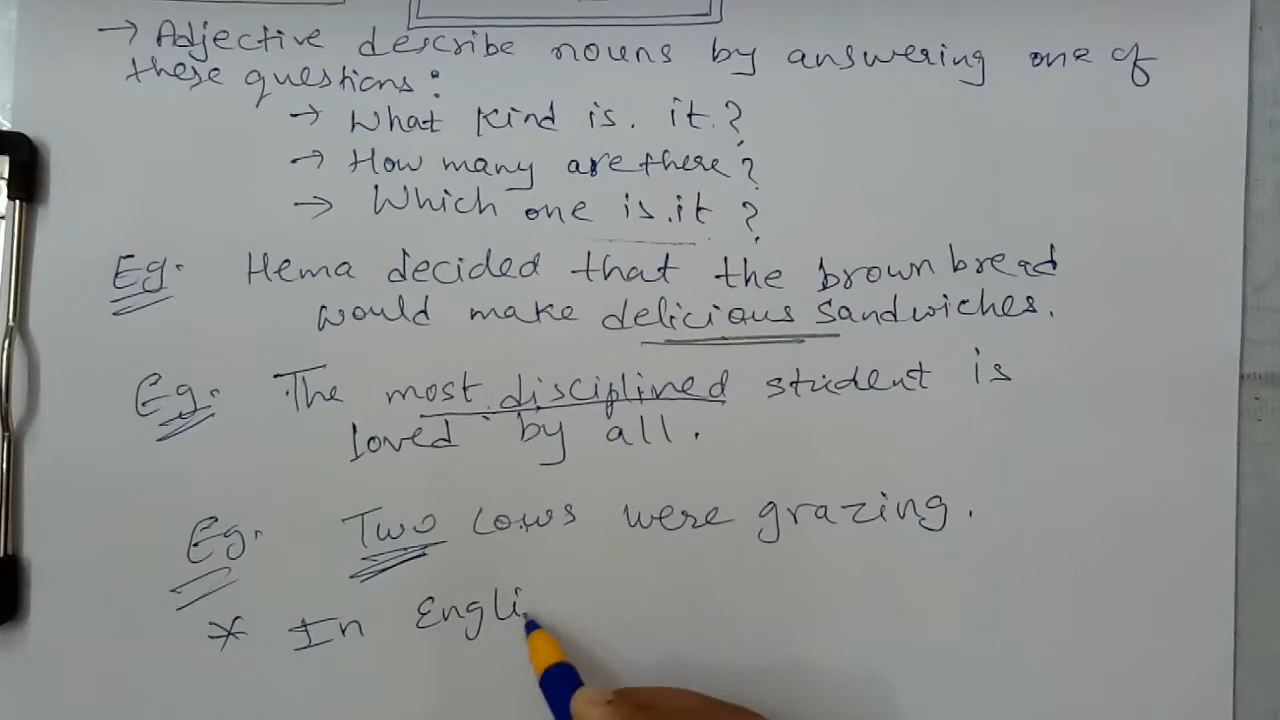 → Adjective describe nouns by answering one of
these questions:
→ What kind is. it.?
→ How many are there?
→ Which one is.it ?
Eg. Hema decided that the brown bread
would make delicious sandwiches.
Eg. The most disciplined student is
loved by all.
Eg. Two cows were grazing.
* In Engli